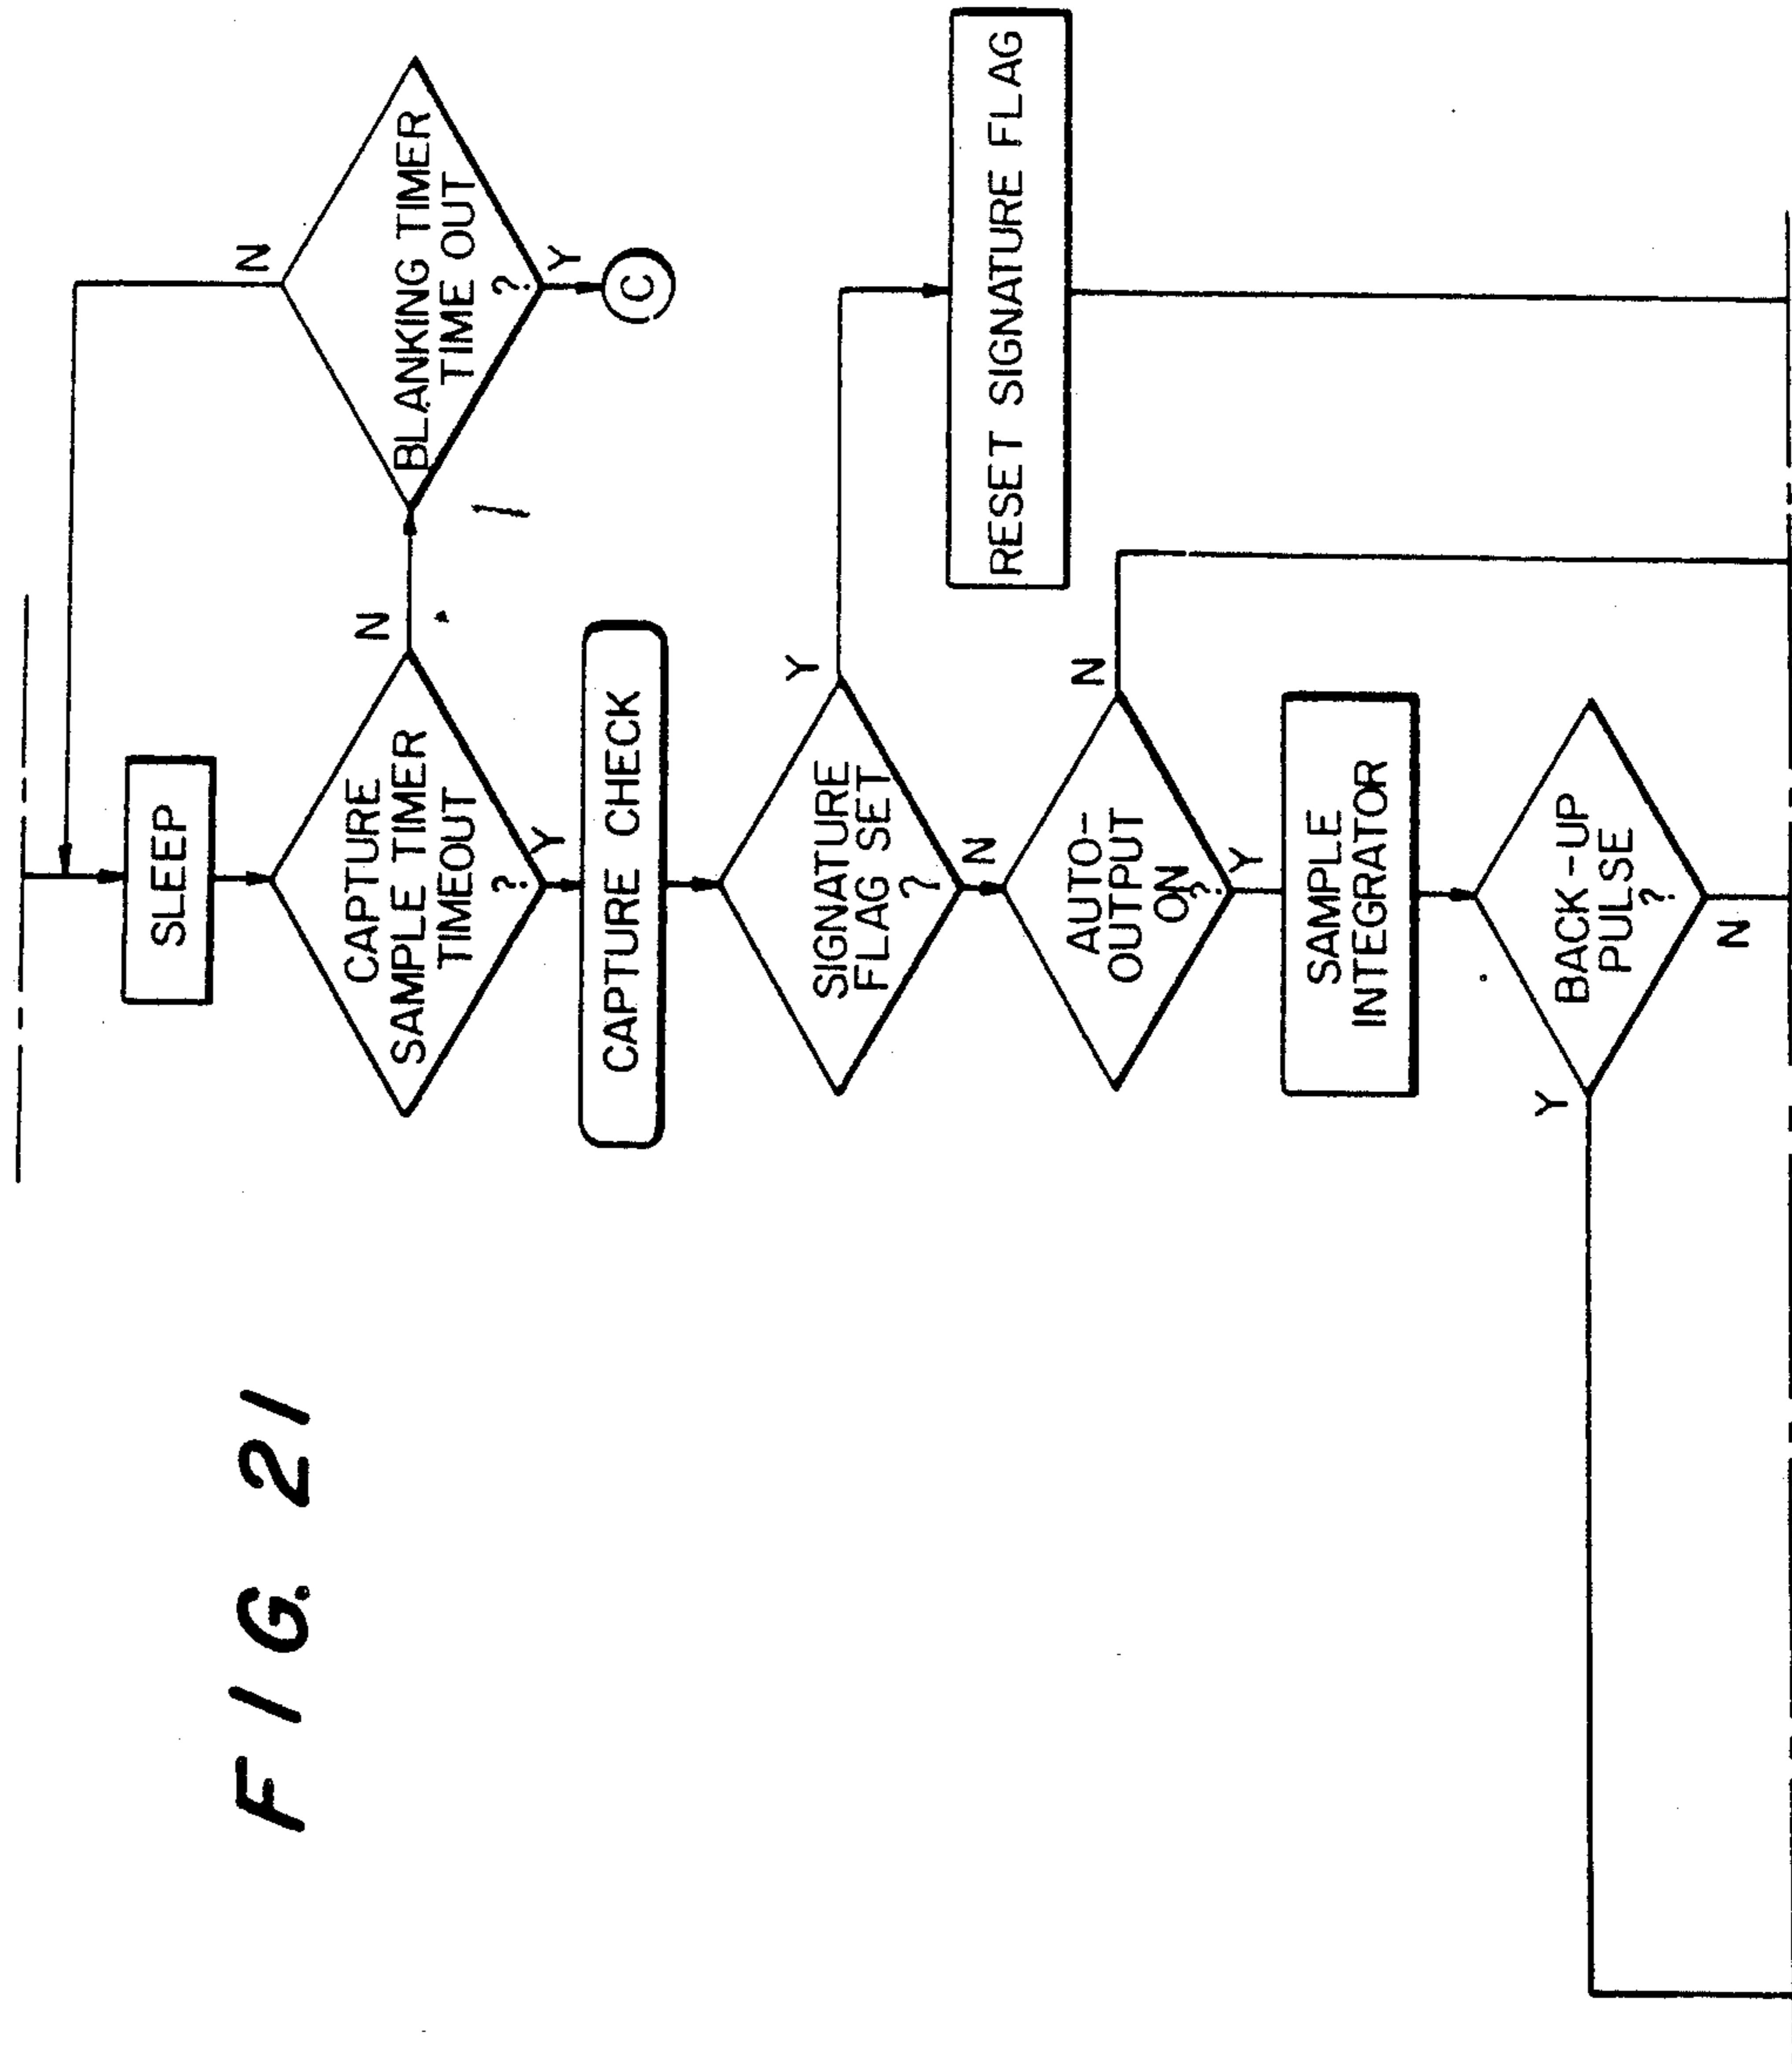 FIG. 21
SLEEP
CAPTURE
SAMPLE TIMER
TIMEOUT
?
N
Y
BLANKING TIMER
TIME OUT
?
N
Y
C
CAPTURE CHECK
SIGNATURE
FLAG SET
?
Y
N
RESET SIGNATURE FLAG
AUTO-
OUTPUT
ON
?
N
Y
SAMPLE
INTEGRATOR
BACK-UP
PULSE
?
Y
N